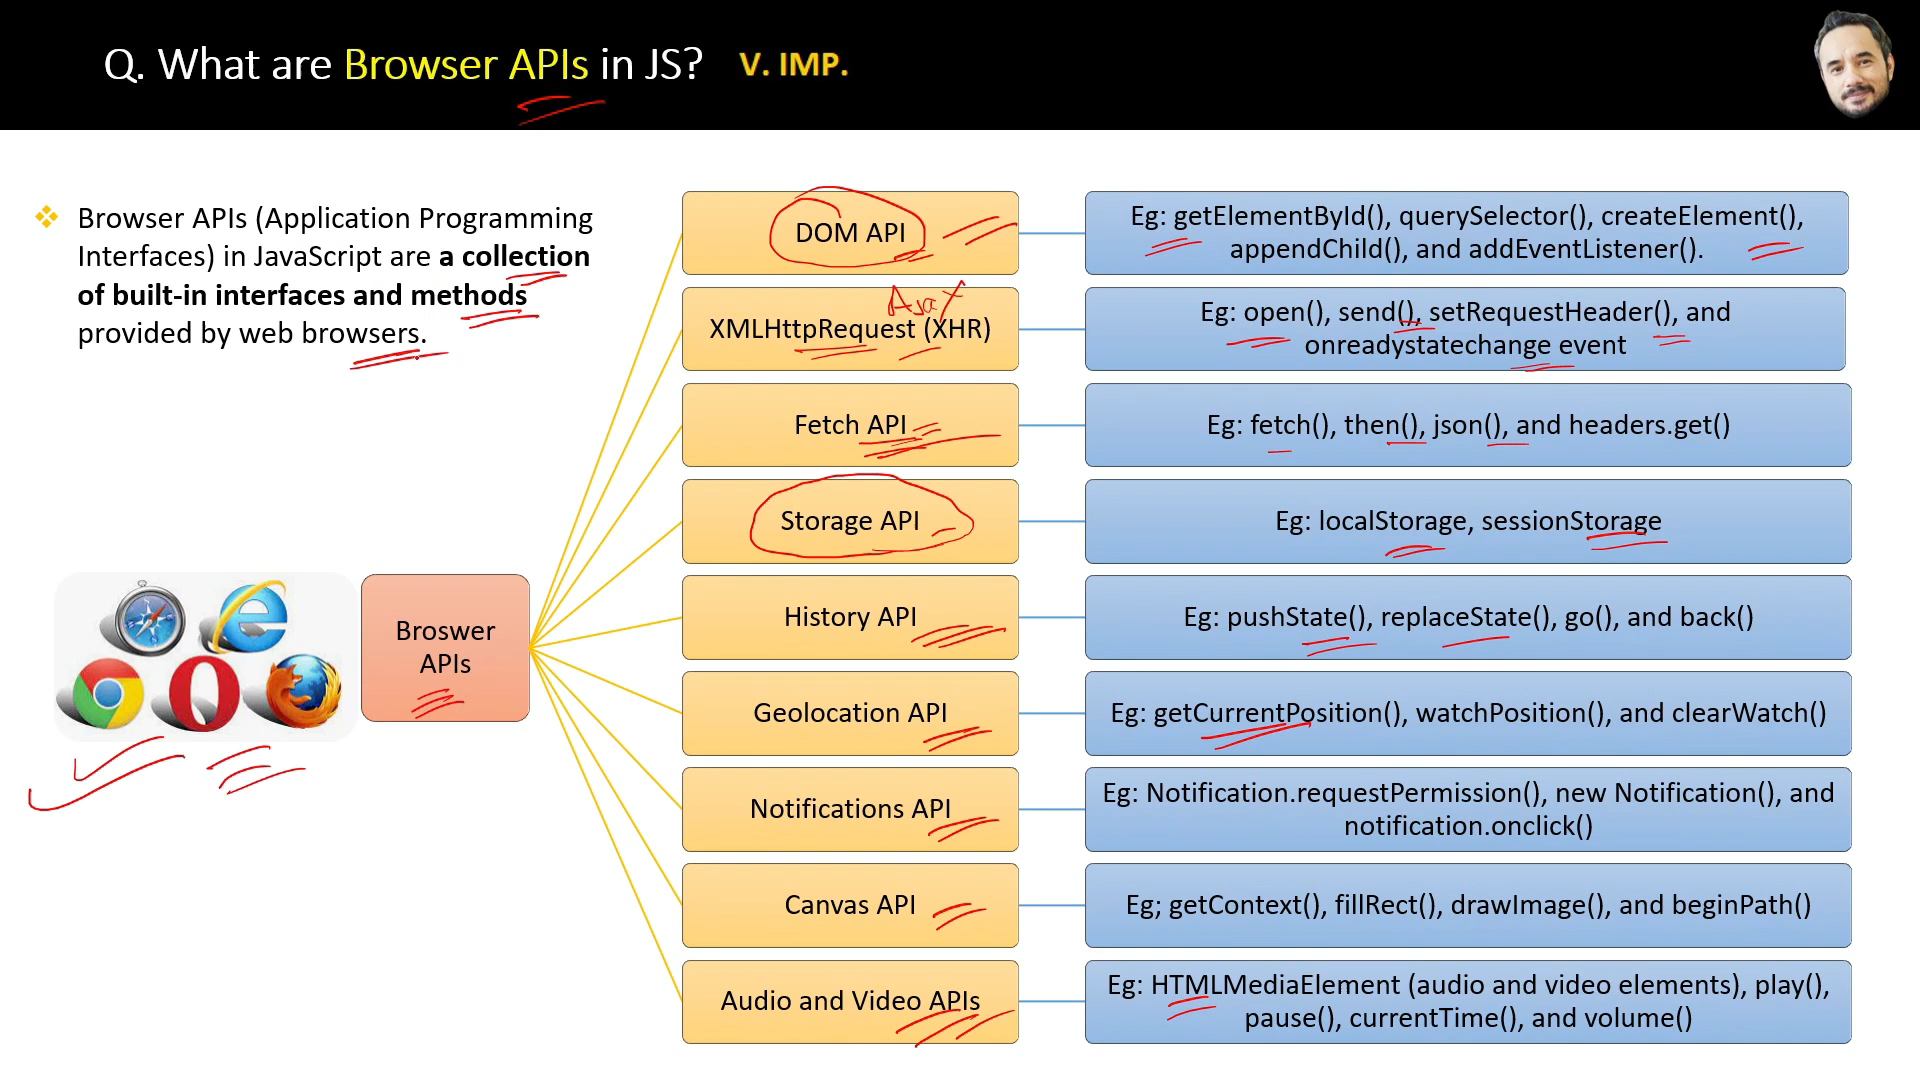 Q. What are Browser APIs in JS? V. IMP.
Browser APIs (Application Programming
Interfaces) in JavaScript are a collection
of built-in interfaces and methods
provided by web browsers.
Broswer
APIs
DOM API
Eg: getElementById(), querySelector(), createElement(),
appendChild(), and addEventListener().
Ajax
XMLHttpRequest (XHR)
Eg: open(), send(), setRequestHeader(), and
onreadystatechange event
Fetch API
Eg: fetch(), then(), json(), and headers.get()
Storage API
Eg: localStorage, sessionStorage
History API
Eg: pushState(), replaceState(), go(), and back()
Geolocation API
Eg: getCurrentPosition(), watchPosition(), and clearWatch()
Notifications API
Eg: Notification.requestPermission(), new Notification(), and
notification.onclick()
Canvas API
Eg; getContext(), fillRect(), drawImage(), and beginPath()
Audio and Video APIs
Eg: HTMLMediaElement (audio and video elements), play(),
pause(), currentTime(), and volume()